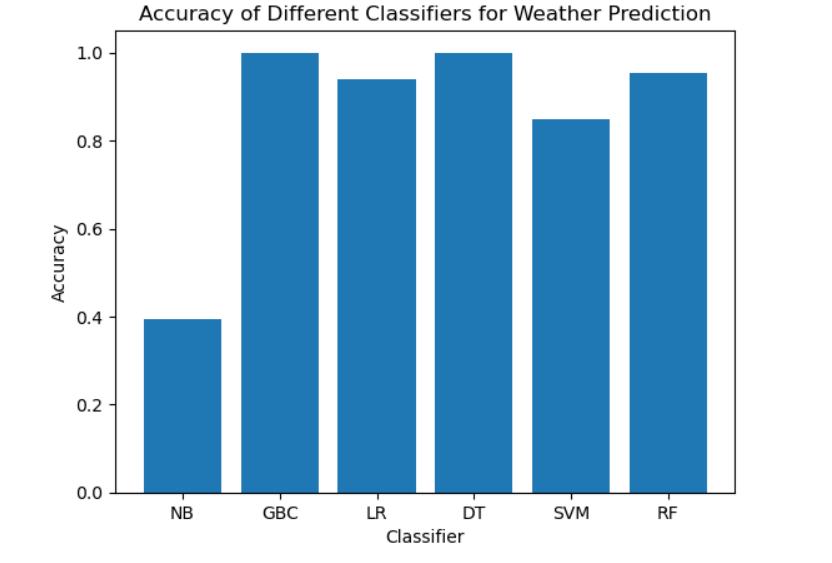 Accuracy of Different Classifiers for Weather Prediction
1.0
0.8
0.6
0.4
0.2
0.0
Accuracy
NB GBC LR DT SVM RF
Classifier